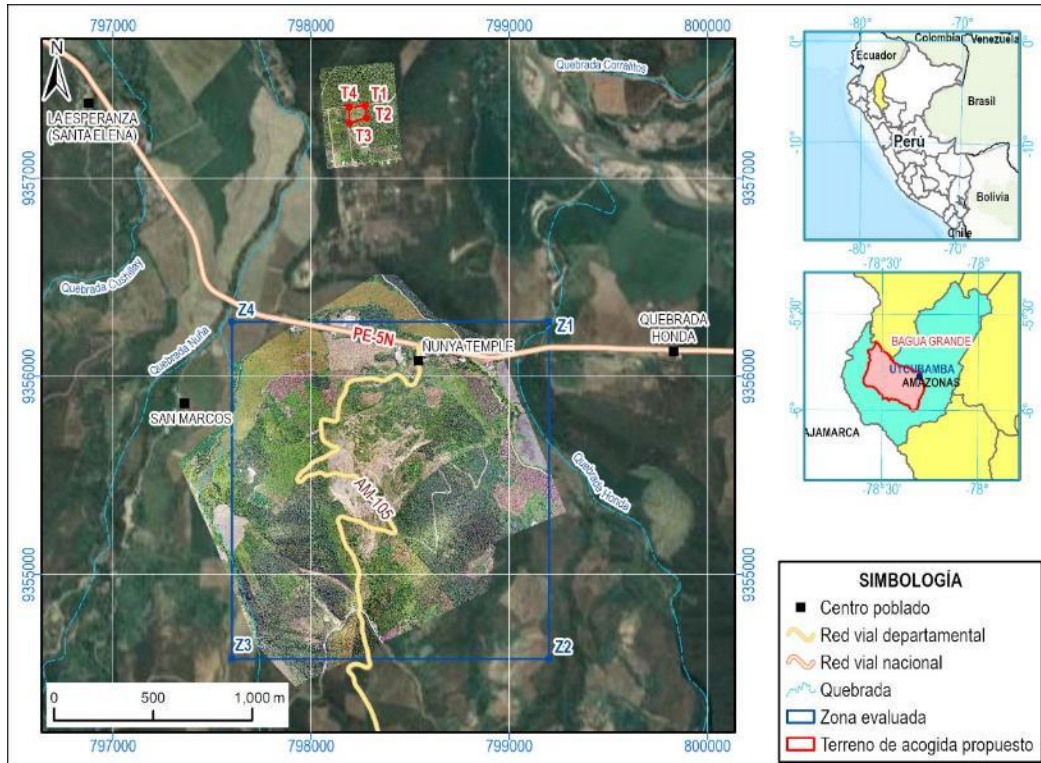 797000
798000
799000
800000
9357000
9356000
9355000
N
LA ESPERANZA
(SANTA ELENA)
T4
T1
T2
T3
Quebrada Corralitos
Quebrada Cushillay
Quebrada Nuña
Z4
PE-5N
Z1
QUEBRADA
HONDA
ÑUNYA TEMPLE
SAN MARCOS
AM-105
Quebrada Honda
Z3
Z2
0 500 1,000 m
797000
798000
799000
800000
9357000
9356000
9355000
-80°
-70°
0°
0°
Colombia
Venezuela
Ecuador
Brasil
Perú
-10°
-10°
Bolivia
Chile
-80°
-70°
-78°30'
-78°
-5°30'
-5°30'
BAGUA GRANDE
UTCUBAMBA
AMAZONAS
-6°
-6°
AJAMARCA
-78°30'
-78°
SIMBOLOGÍA
Centro poblado
Red vial departamental
Red vial nacional
Quebrada
Zona evaluada
Terreno de acogida propuesto